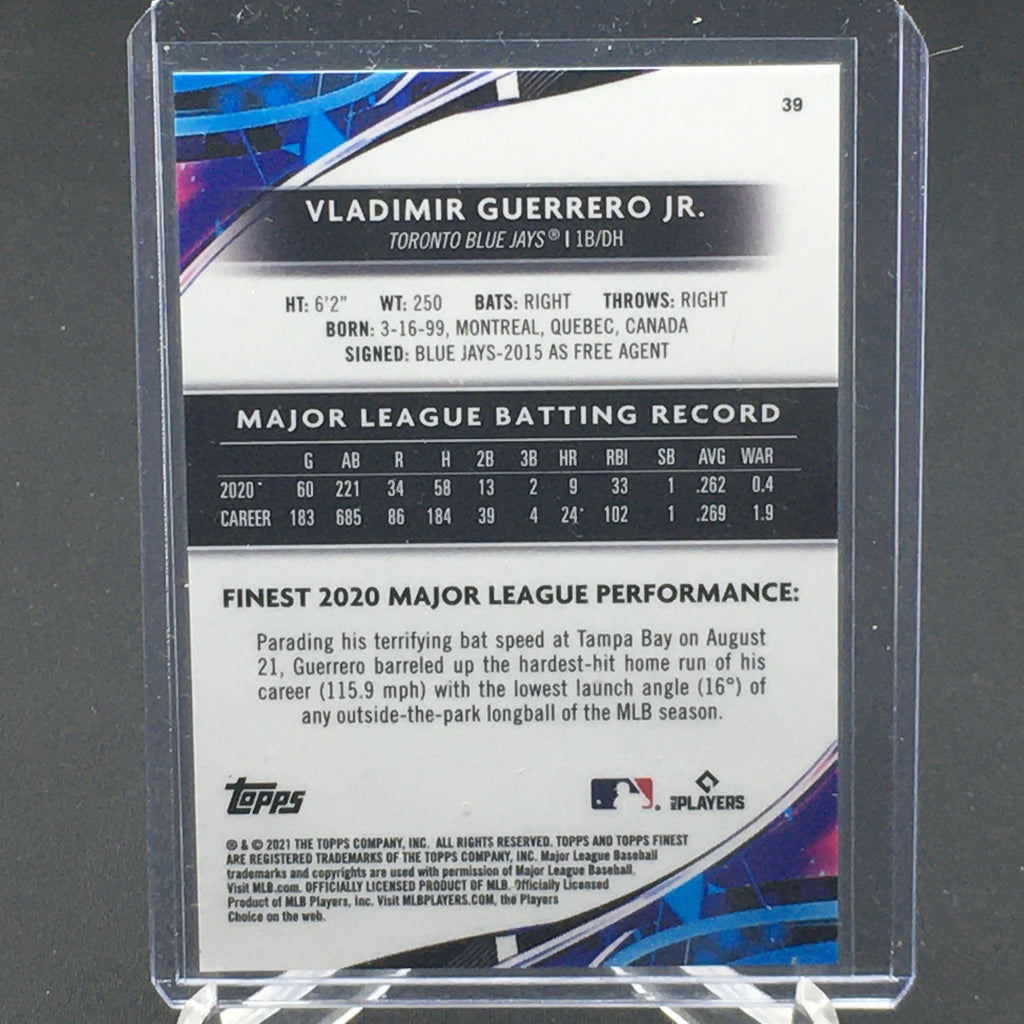 39
VLADIMIR GUERRERO JR.
TORONTO BLUE JAYS® | 1B/DH
HT: 6'2" WT: 250 BATS: RIGHT THROWS: RIGHT
BORN: 3-16-99, MONTREAL, QUEBEC, CANADA
SIGNED: BLUE JAYS-2015 AS FREE AGENT
MAJOR LEAGUE BATTING RECORD
G AB R H 2B 3B HR RBI SB AVG WAR
2020* 60 221 34 58 13 2 9 33 1 .262 0.4
CAREER 183 685 86 184 39 4 24 102 1 .269 1.9
FINEST 2020 MAJOR LEAGUE PERFORMANCE:
Parading his terrifying bat speed at Tampa Bay on August
21, Guerrero barreled up the hardest-hit home run of his
career (115.9 mph) with the lowest launch angle (16°) of
any outside-the-park longball of the MLB season.
topps
MLB PLAYERS
® & © 2021 THE TOPPS COMPANY, INC. ALL RIGHTS RESERVED. TOPPS AND TOPPS FINEST
ARE REGISTERED TRADEMARKS OF THE TOPPS COMPANY, INC. Major League Baseball
trademarks and copyrights are used with permission of Major League Baseball.
Visit MLB.com. OFFICIALLY LICENSED PRODUCT OF MLB. Officially Licensed
Product of MLB Players, Inc. Visit MLBPLAYERS.COM, the Players
Choice on the web.